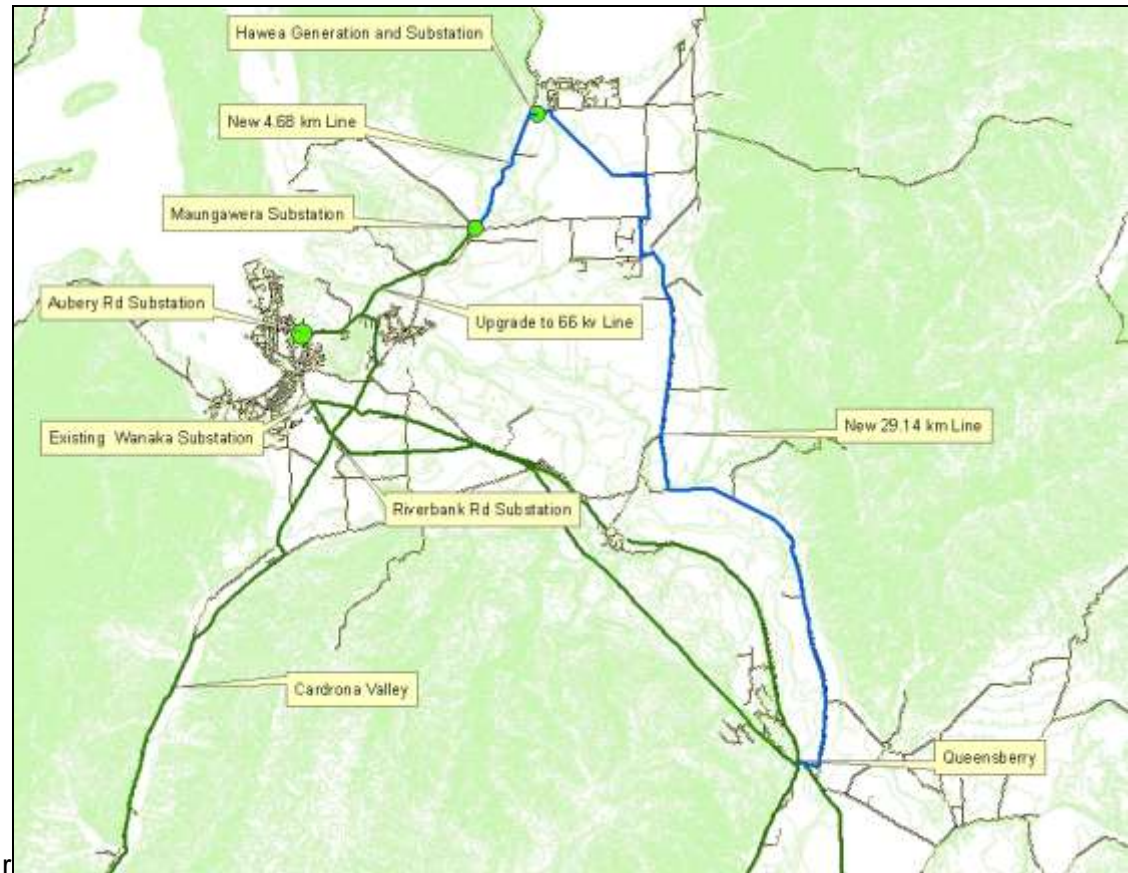 Hawea Generation and Substation
New 4.68 km Line
Maungawera Substation
Aubery Rd Substation
Upgrade to 66 kv Line
Existing Wanaka Substation
New 29.14 km Line
Riverbank Rd Substation
Cardrona Valley
Queensberry
r